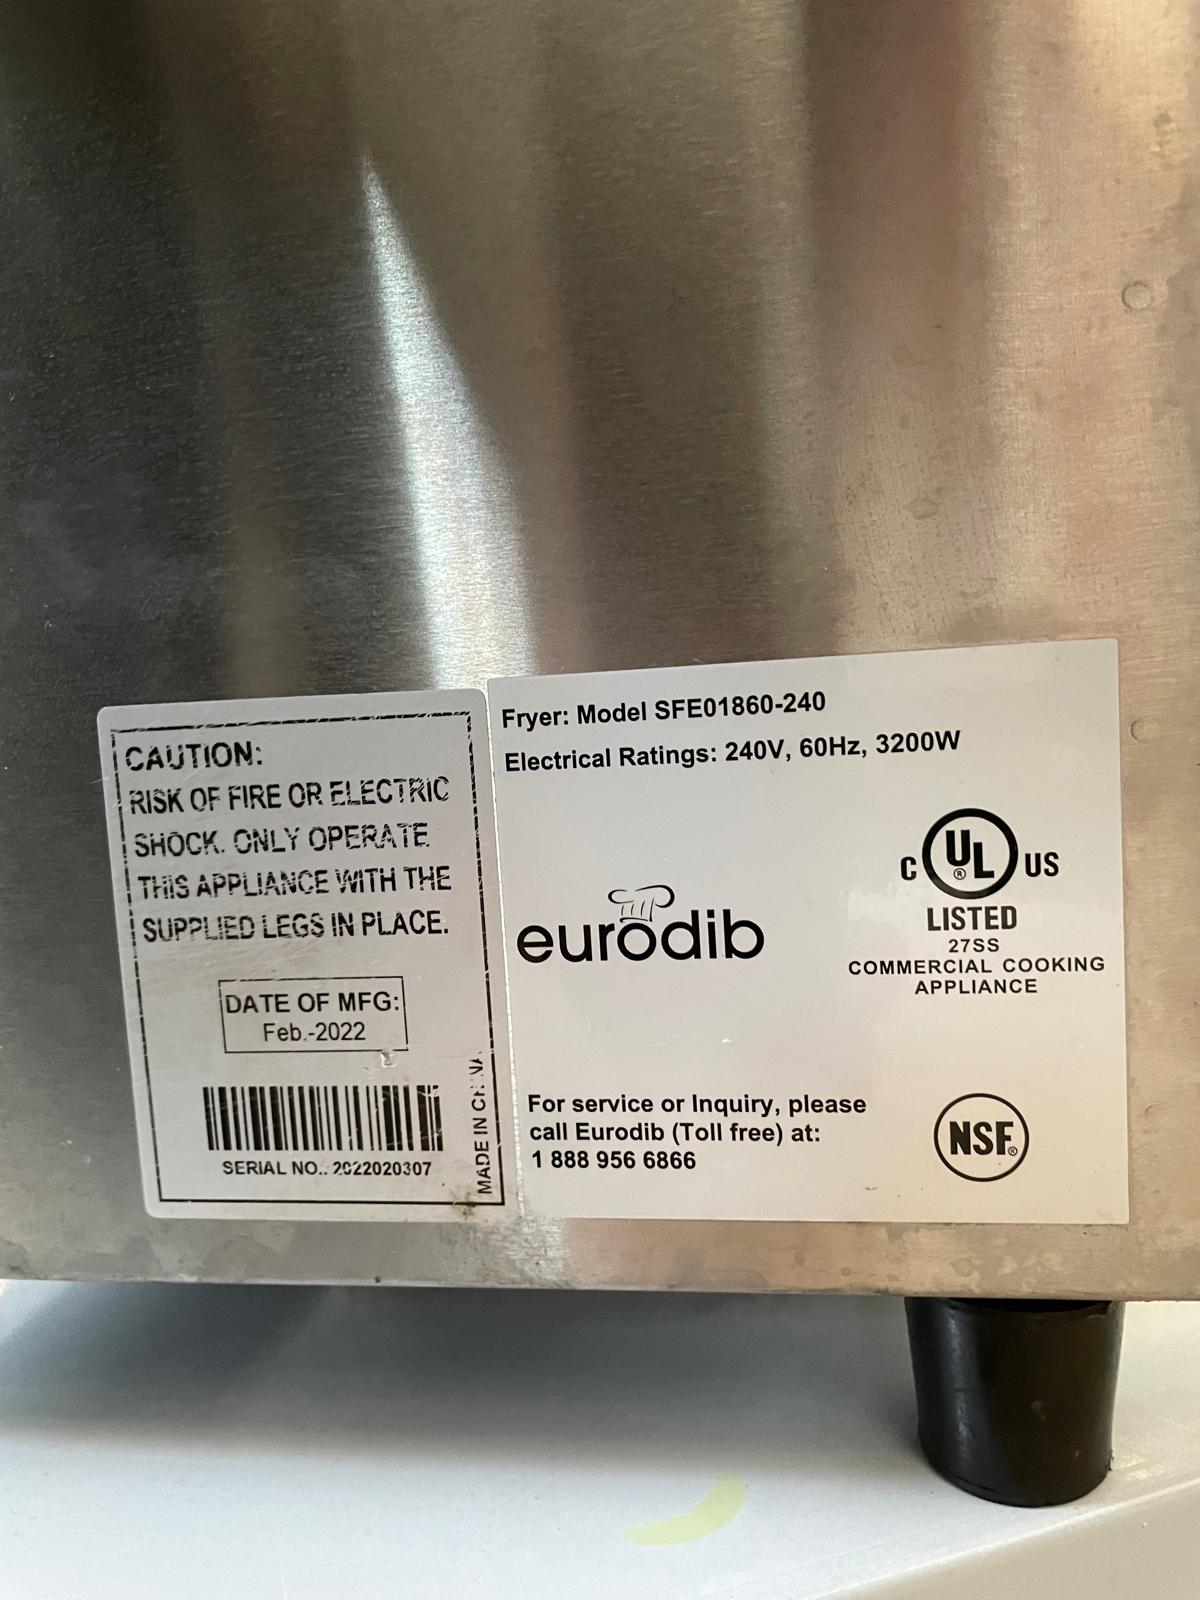 CAUTION:
RISK OF FIRE OR ELECTRIC
SHOCK. ONLY OPERATE
THIS APPLIANCE WITH THE
SUPPLIED LEGS IN PLACE.
DATE OF MFG:
Feb.-2022
SERIAL NO.: 2022020307
MADE IN CHINA
Fryer: Model SFE01860-240
Electrical Ratings: 240V, 60Hz, 3200W
eurodib
C UL® US
LISTED
27SS
COMMERCIAL COOKING
APPLIANCE
For service or Inquiry, please
call Eurodib (Toll free) at:
1 888 956 6866
NSF®